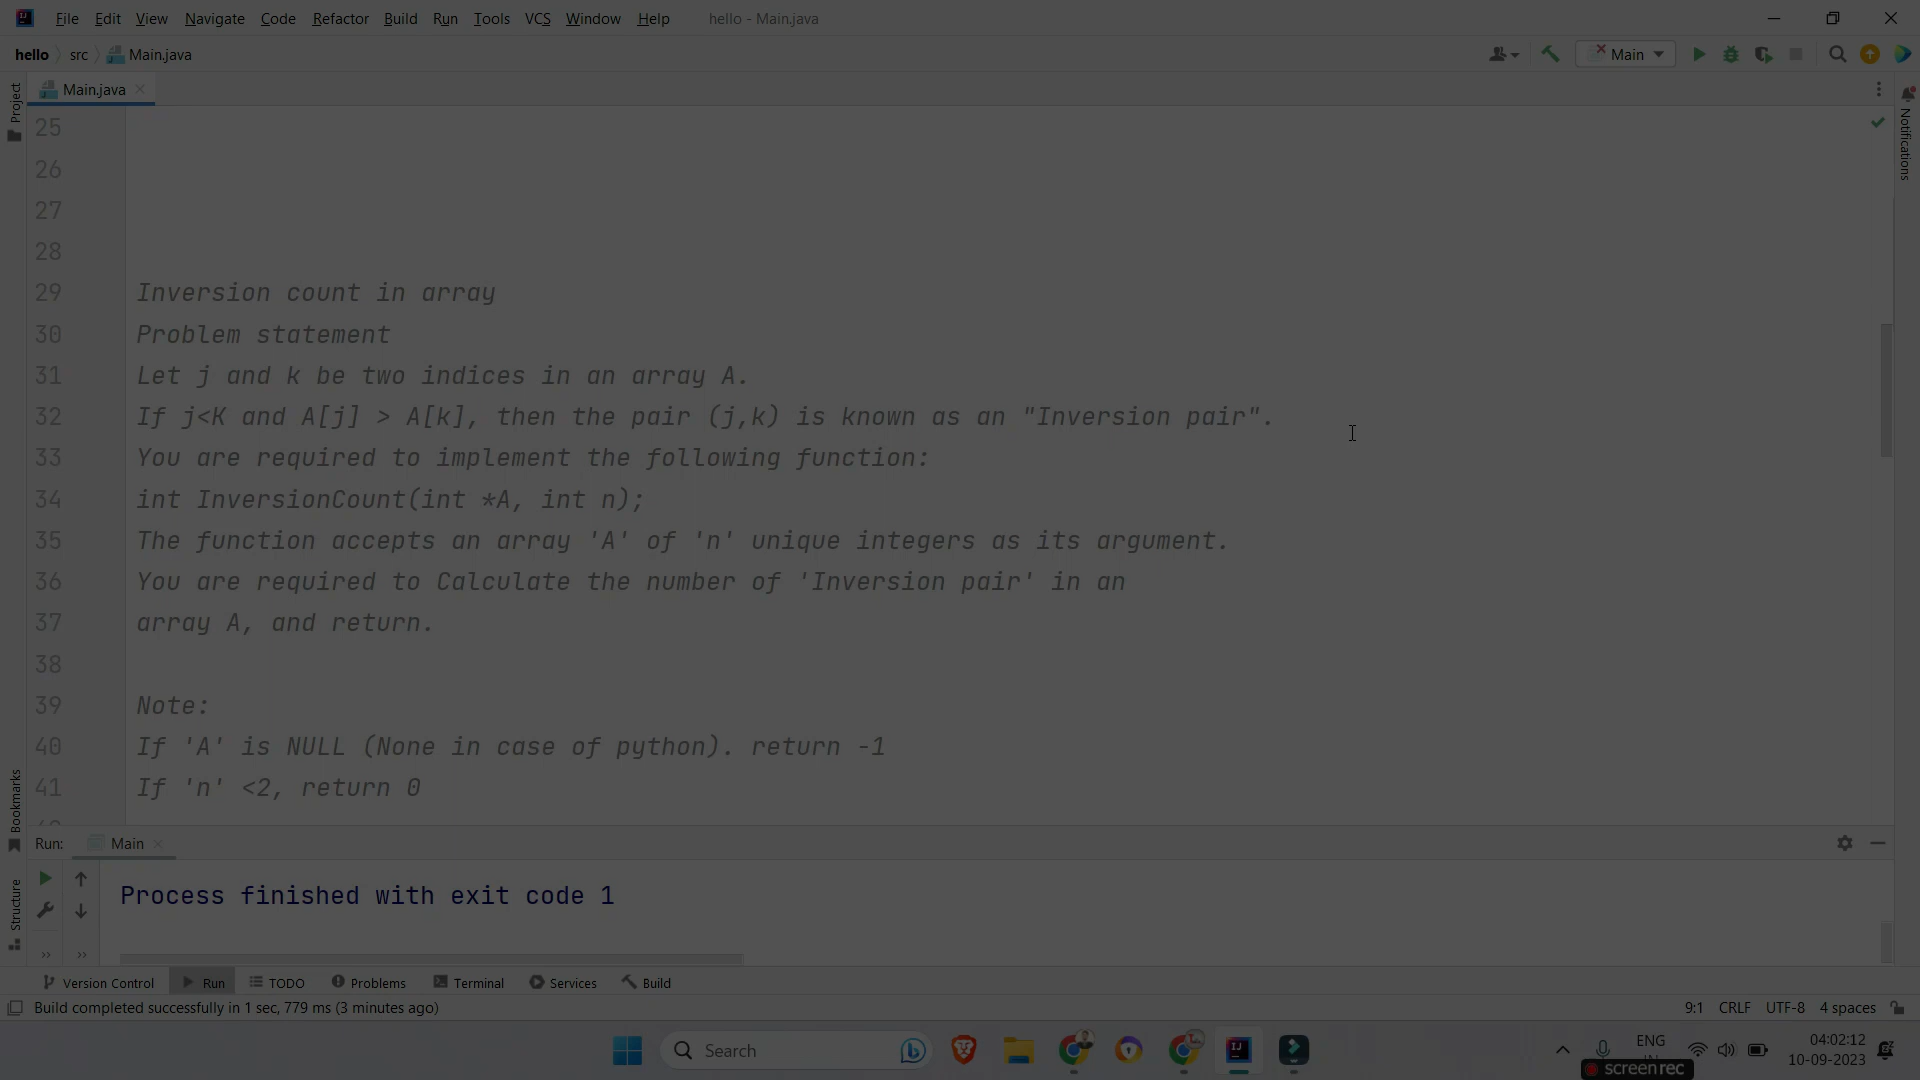 File Edit View Navigate Code Refactor Build Run Tools VCS Window Help hello - Main.java
hello src Main.java Main
Project
Main.java
Notifications
25
26
27
28
29 Inversion count in array
30 Problem statement
31 Let j and k be two indices in an array A.
32 If j<K and A[j] > A[k], then the pair (j,k) is known as an "Inversion pair".
33 You are required to implement the following function:
34 int InversionCount(int *A, int n);
35 The function accepts an array 'A' of 'n' unique integers as its argument.
36 You are required to Calculate the number of 'Inversion pair' in an
37 array A, and return.
38
39 Note:
40 If 'A' is NULL (None in case of python). return -1
41 If 'n' <2, return 0
Bookmarks
Run: Main
Structure
Process finished with exit code 1
Version Control Run TODO Problems Terminal Services Build
Build completed successfully in 1 sec, 779 ms (3 minutes ago) 9:1 CRLF UTF-8 4 spaces
Search
ENG
04:02:12
10-09-2023
screenrec